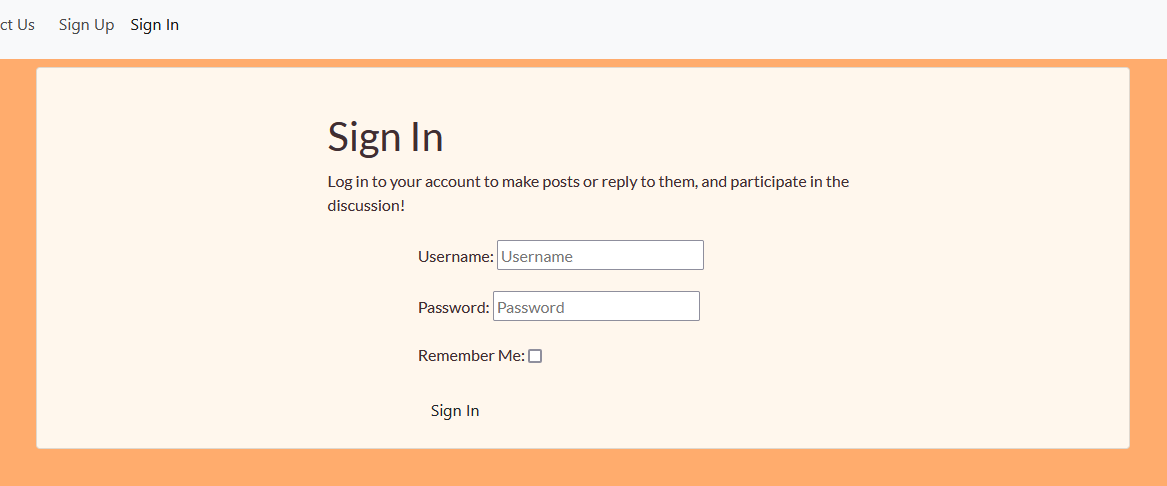 ct Us Sign Up Sign In
Sign In
Log in to your account to make posts or reply to them, and participate in the
discussion!
Username: Username
Password: Password
Remember Me:
Sign In